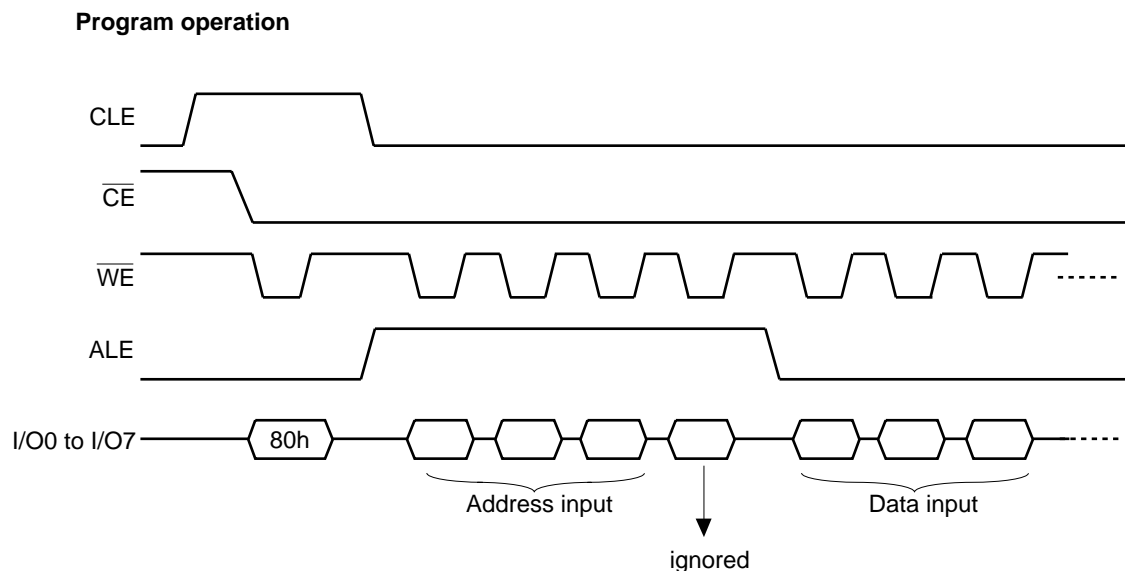 Program operation
CLE
CE
WE
ALE
I/O0 to I/O7
80h
Address input
Data input
ignored